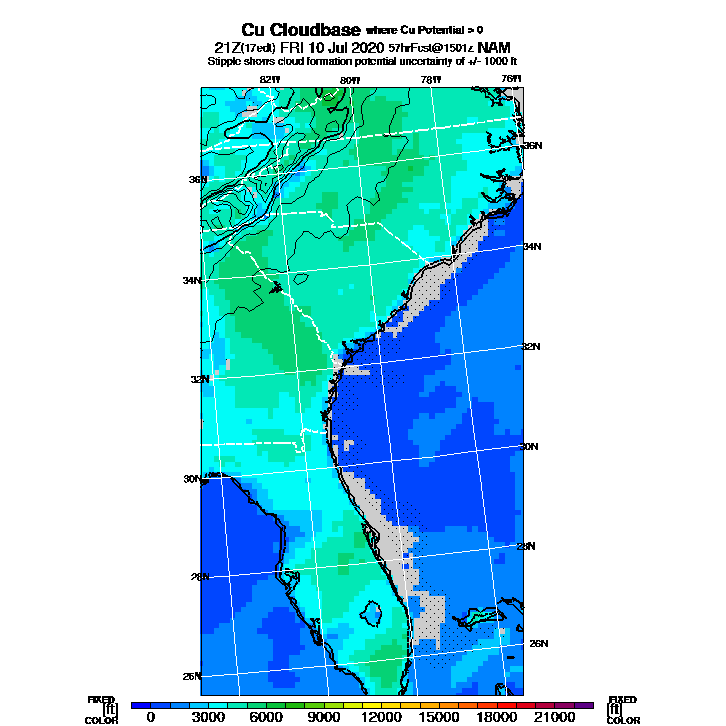 Cu Cloudbase where Cu Potential > 0
21Z(17edt) FRI 10 Jul 2020 57hrFcst@1501z NAM
Stipple shows cloud formation potential uncertainty of +/- 1000 ft
82W 80W 78W 76W
36N
36N
34N
34N
32N
32N
30N
30N
28N
28N
26N
26N
FIXED FIXED
[ft] [ft]
COLOR 0 3000 6000 9000 12000 15000 18000 21000 COLOR